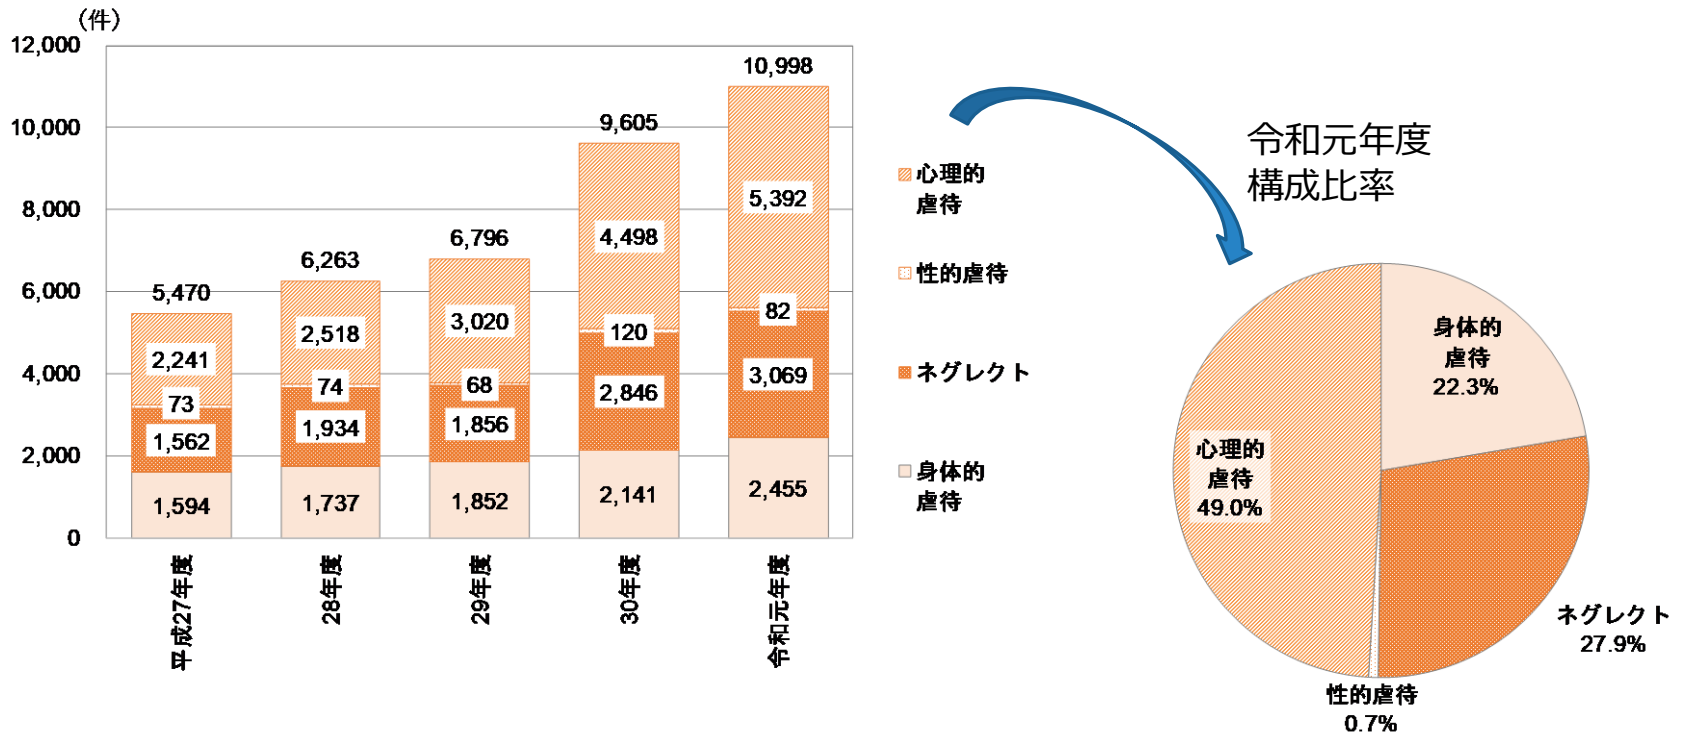 (件)
12,000
10,000
8,000
6,000
4,000
2,000
0
5,470
2,241
73
1,562
1,594
6,263
2,518
74
1,934
1,737
6,796
3,020
68
1,856
1,852
9,605
4,498
120
2,846
2,141
10,998
5,392
82
3,069
2,455
平成27年度
28年度
29年度
30年度
令和元年度
心理的
虐待
性的虐待
ネグレクト
身体的
虐待
令和元年度
構成比率
身体的
虐待
22.3%
心理的
虐待
49.0%
ネグレクト
27.9%
性的虐待
0.7%